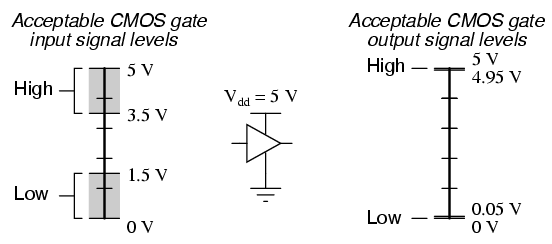 Acceptable CMOS gate
input signal levels
High
5 V
3.5 V
Low
1.5 V
0 V
Vdd = 5 V
Acceptable CMOS gate
output signal levels
High
5 V
4.95 V
Low
0.05 V
0 V